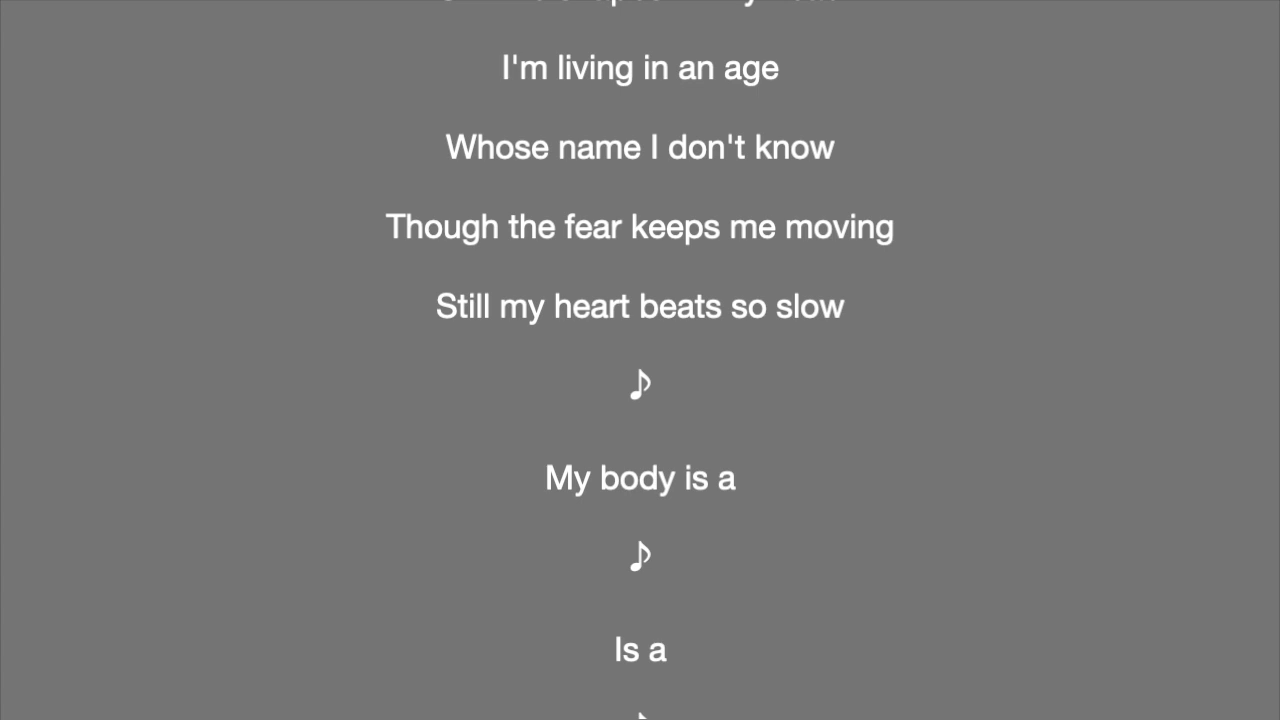 I'm living in an age
Whose name I don't know
Though the fear keeps me moving
Still my heart beats so slow
♪
My body is a
♪
Is a